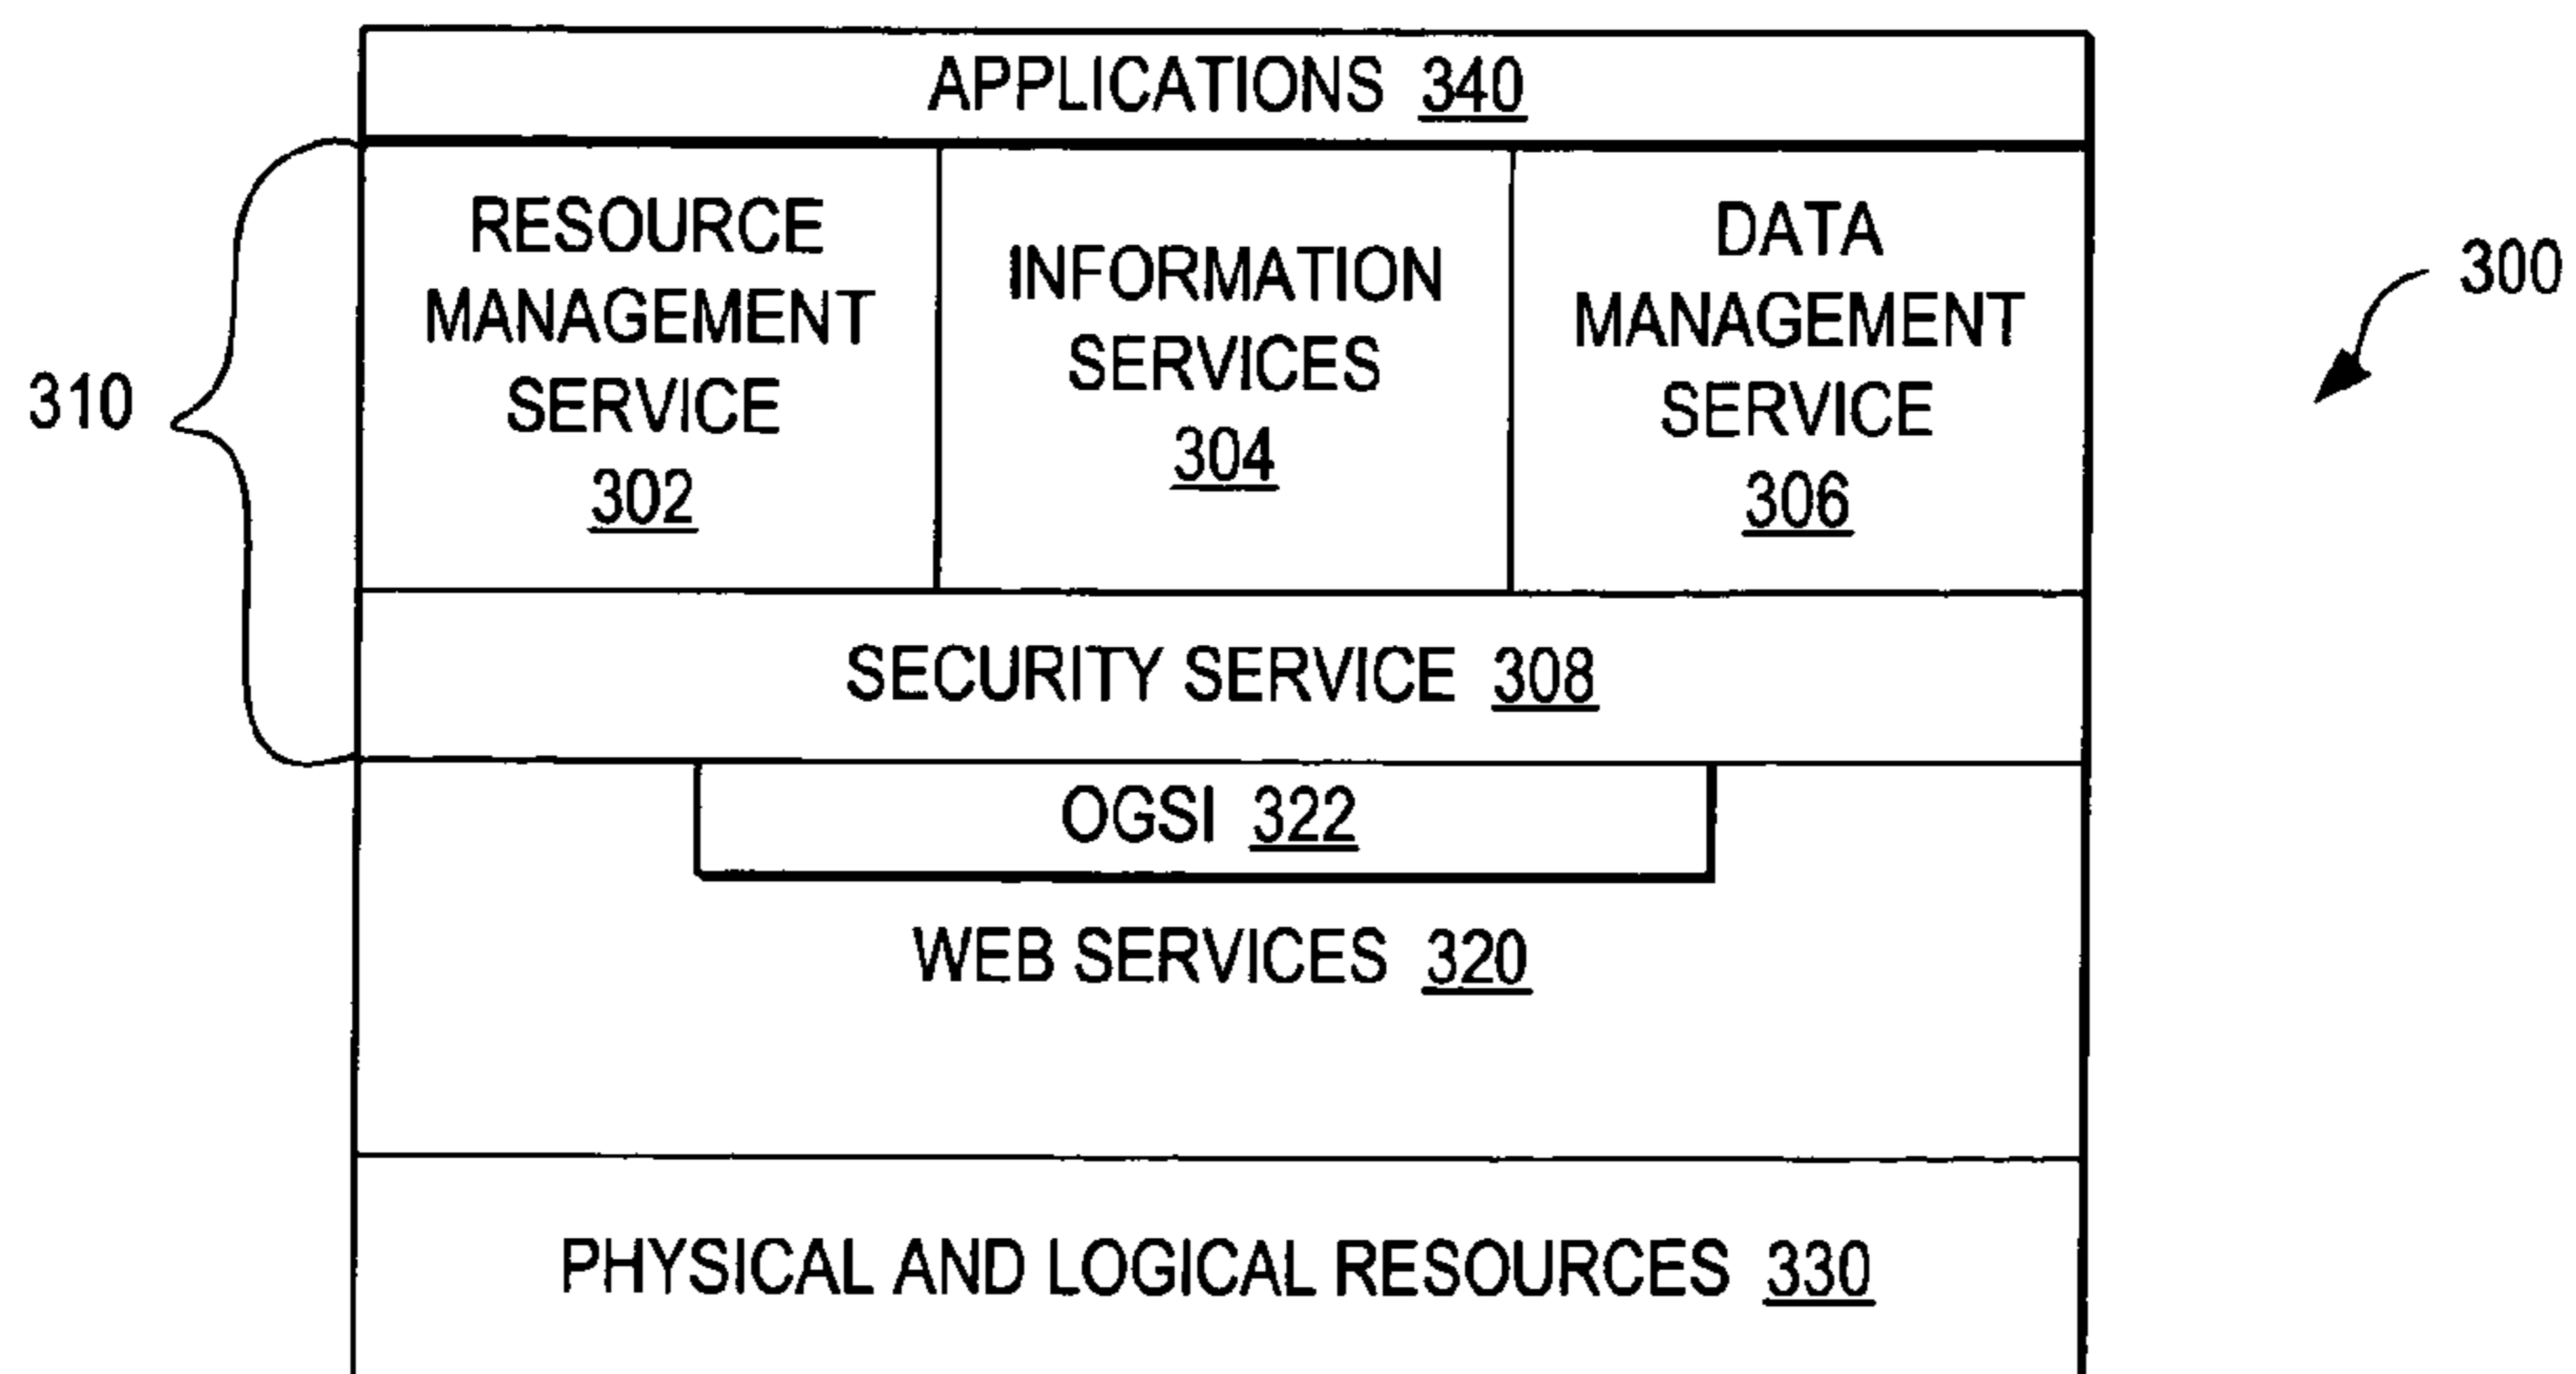 APPLICATIONS 340
RESOURCE
MANAGEMENT
SERVICE
302
INFORMATION
SERVICES
304
DATA
MANAGEMENT
SERVICE
306
300
310
SECURITY SERVICE 308
OGSI 322
WEB SERVICES 320
PHYSICAL AND LOGICAL RESOURCES 330